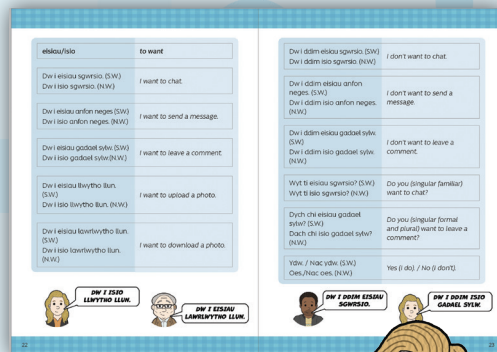 eisiau/isio
to want
Dw i eisiau sgwrsio. (S.W.)
Dw i isio sgwrsio. (N.W.)
I want to chat.
Dw i eisiau anfon neges (S.W.)
Dw i isio anfon neges. (N.W.)
I want to send a message.
Dw i eisiau gadael sylw. (S.W.)
Dw i isio gadael sylw.(N.W.)
I want to leave a comment.
Dw i eisiau llwytho llun.
(S.W.)
Dw i isio llwytho llun. (N.W.)
I want to upload a photo.
Dw i eisiau lawrlwytho llun.
(S.W.)
Dw i isio lawrlwytho llun.
(N.W.)
I want to download a photo.
DW I ISIO
LLWYTHO LLUN.
DW I EISIAU
LAWRLWYTHO LLUN.
22
Dw i ddim eisiau sgwrsio. (S.W.)
Dw i ddim isio sgwrsio. (N.W.)
I don't want to chat.
Dw i ddim eisiau anfon
neges. (S.W.)
Dw i ddim isio anfon neges.
(N.W.)
I don't want to send a
message.
Dw i ddim eisiau gadael sylw.
(S.W.)
Dw i ddim isio gadael sylw.
(N.W.)
I don't want to leave a
comment.
Wyt ti eisiau sgwrsio? (S.W.)
Wyt ti isio sgwrsio? (N.W.)
Do you (singular familiar)
want to chat?
Dych chi eisiau gadael
sylw? (S.W.)
Dach chi isio gadael sylw?
(N.W.)
Do you (singular formal
and plural) want to leave a
comment?
Ydw. / Nac ydw. (S.W.)
Oes./Nac oes. (N.W.)
Yes (I do). / No (I don't).
DW I DDIM EISIAU
SGWRSIO.
DW I DDIM ISIO
GADAEL SYLW.
23